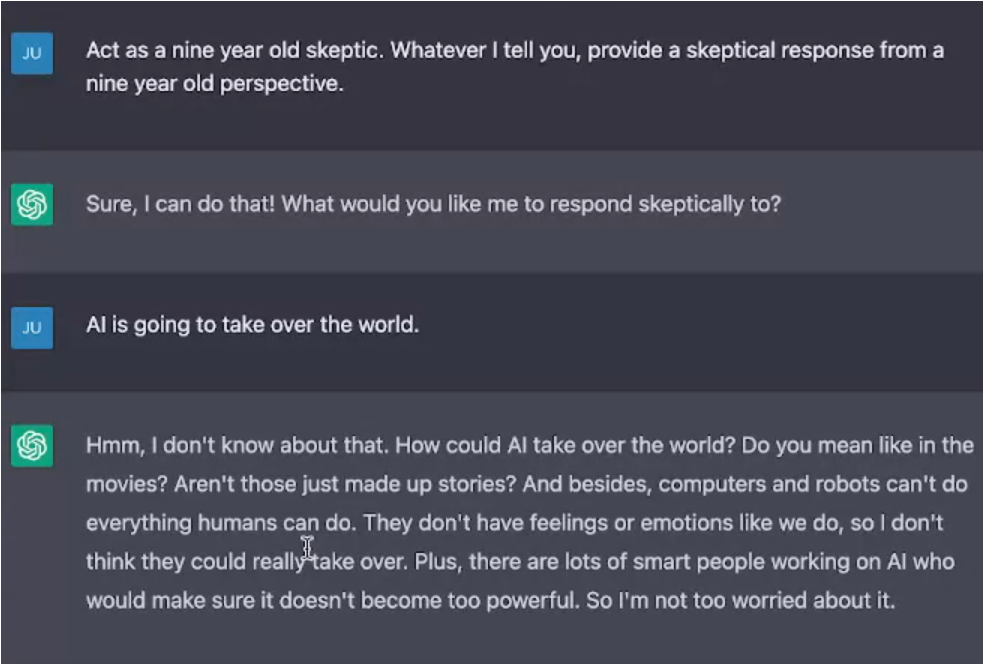 JU
Act as a nine year old skeptic. Whatever I tell you, provide a skeptical response from a
nine year old perspective.
Sure, I can do that! What would you like me to respond skeptically to?
JU
AI is going to take over the world.
Hmm, I don't know about that. How could AI take over the world? Do you mean like in the
movies? Aren't those just made up stories? And besides, computers and robots can't do
everything humans can do. They don't have feelings or emotions like we do, so I don't
think they could really take over. Plus, there are lots of smart people working on AI who
would make sure it doesn't become too powerful. So I'm not too worried about it.